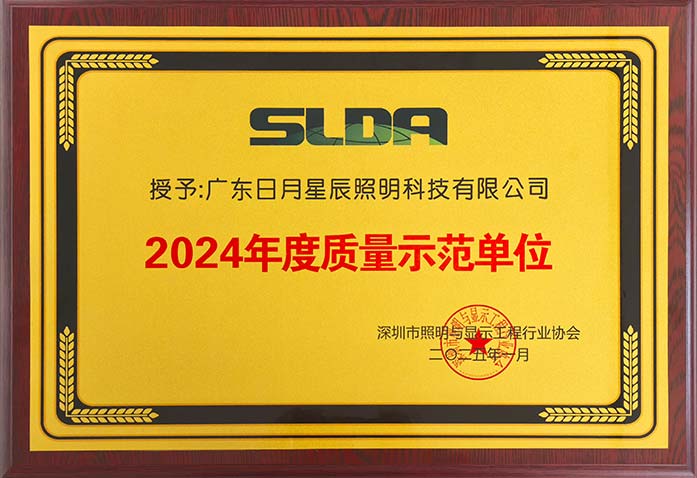 SLDA
授予:广东日月星辰照明科技有限公司
2024年度质量示范单位
深圳市照明与显示工程行业协会
二〇二五年一月